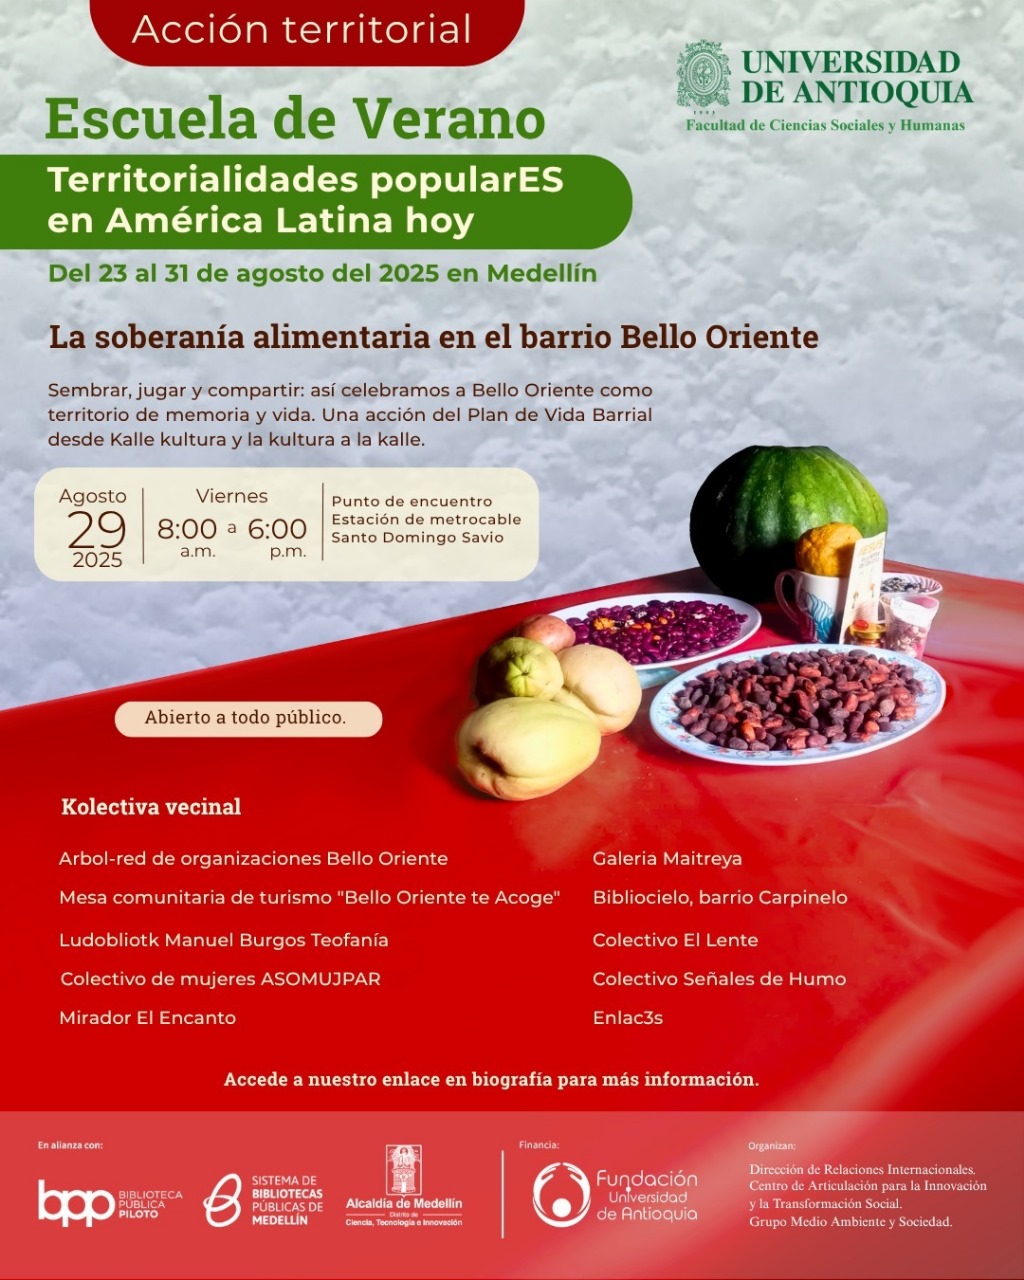 Acción territorial
UNIVERSIDAD
DE ANTIOQUIA
Facultad de Ciencias Sociales y Humanas
Escuela de Verano
Territorialidades popularES
en América Latina hoy
Del 23 al 31 de agosto del 2025 en Medellín
La soberanía alimentaria en el barrio Bello Oriente
Sembrar, jugar y compartir: así celebramos a Bello Oriente como
territorio de memoria y vida. Una acción del Plan de Vida Barrial
desde Kalle kultura y la kultura a la kalle.
Agosto
29
2025
Viernes
8:00 a 6:00
a.m. p.m.
Punto de encuentro
Estación de metrocable
Santo Domingo Savio
Abierto a todo público.
Kolectiva vecinal
Arbol-red de organizaciones Bello Oriente
Mesa comunitaria de turismo "Bello Oriente te Acoge"
Ludobliotk Manuel Burgos Teofanía
Colectivo de mujeres ASOMUJPAR
Mirador El Encanto
Galeria Maitreya
Bibliocielo, barrio Carpinelo
Colectivo El Lente
Colectivo Señales de Humo
Enlac3s
Accede a nuestro enlace en biografía para más información.
En alianza con:
bpp
BIBLIOTECA
PÚBLICA
PILOTO
SISTEMA DE
BIBLIOTECAS
PÚBLICAS DE
MEDELLÍN
Alcaldía de Medellín
Distrito de
Ciencia, Tecnología e Innovación
Financia:
Fundación
Universidad
de Antioquia
Organizan:
Dirección de Relaciones Internacionales.
Centro de Articulación para la Innovación
y la Transformación Social.
Grupo Medio Ambiente y Sociedad.